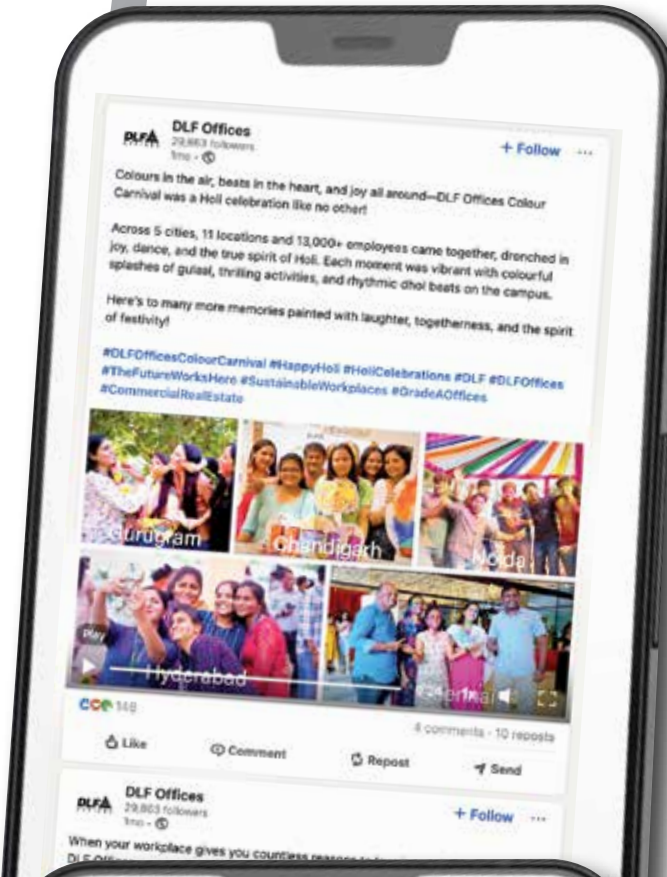 DLF
DLF Offices
29,863 followers
1mo •
+ Follow ...
Colours in the air, beats in the heart, and joy all around—DLF Offices Colour
Carnival was a Holi celebration like no other!
Across 5 cities, 11 locations and 13,000+ employees came together, drenched in
joy, dance, and the true spirit of Holi. Each moment was vibrant with colourful
splashes of gulaal, thrilling activities, and rhythmic dhol beats on the campus.
Here's to many more memories painted with laughter, togetherness, and the spirit
of festivity!
#DLFOfficesColourCarnival #HappyHoli #HoliCelebrations #DLF #DLFOffices
#TheFutureWorksHere #SustainableWorkplaces #GradeAOffices
#CommercialRealEstate
Gurugram
Chandigarh
Noida
play
Hyderabad
Chennai
1x
148
4 comments · 10 reposts
Like
Comment
Repost
Send
DLF
DLF Offices
29,863 followers
1mo •
+ Follow ...
When your workplace gives you countless reasons to